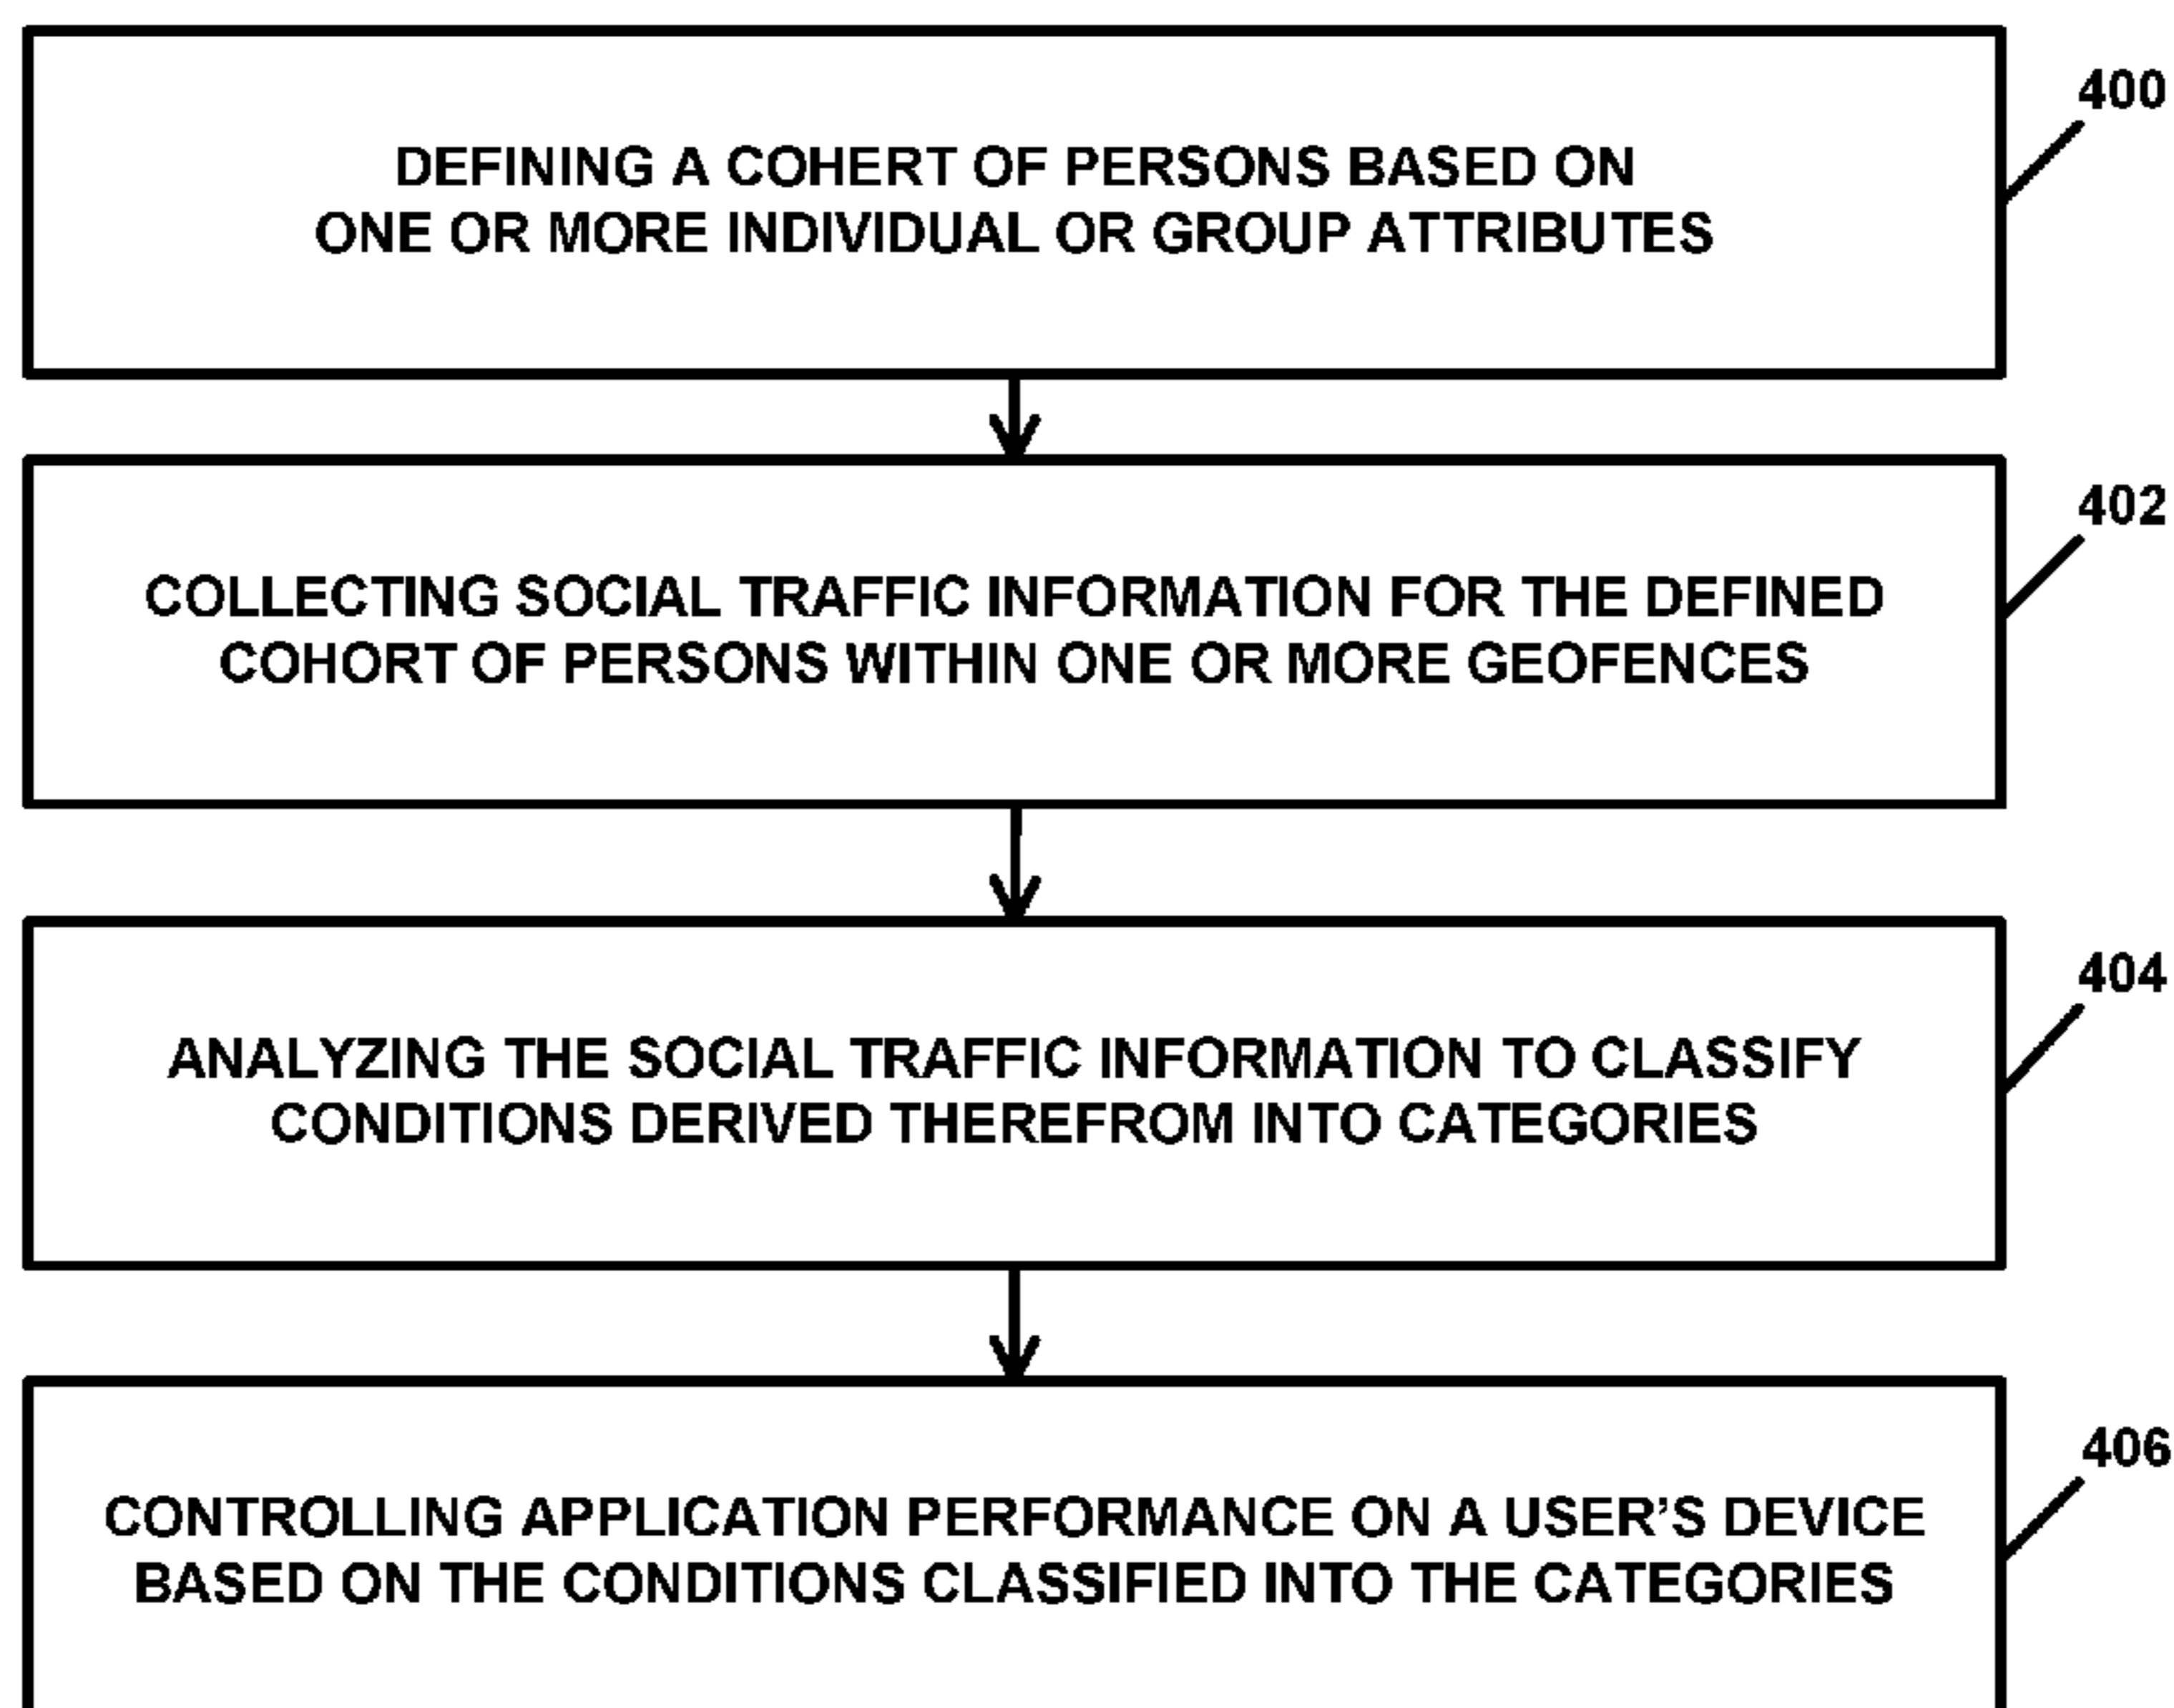 400
DEFINING A COHERT OF PERSONS BASED ON
ONE OR MORE INDIVIDUAL OR GROUP ATTRIBUTES
402
COLLECTING SOCIAL TRAFFIC INFORMATION FOR THE DEFINED
COHORT OF PERSONS WITHIN ONE OR MORE GEOFENCES
404
ANALYZING THE SOCIAL TRAFFIC INFORMATION TO CLASSIFY
CONDITIONS DERIVED THEREFROM INTO CATEGORIES
406
CONTROLLING APPLICATION PERFORMANCE ON A USER’S DEVICE
BASED ON THE CONDITIONS CLASSIFIED INTO THE CATEGORIES